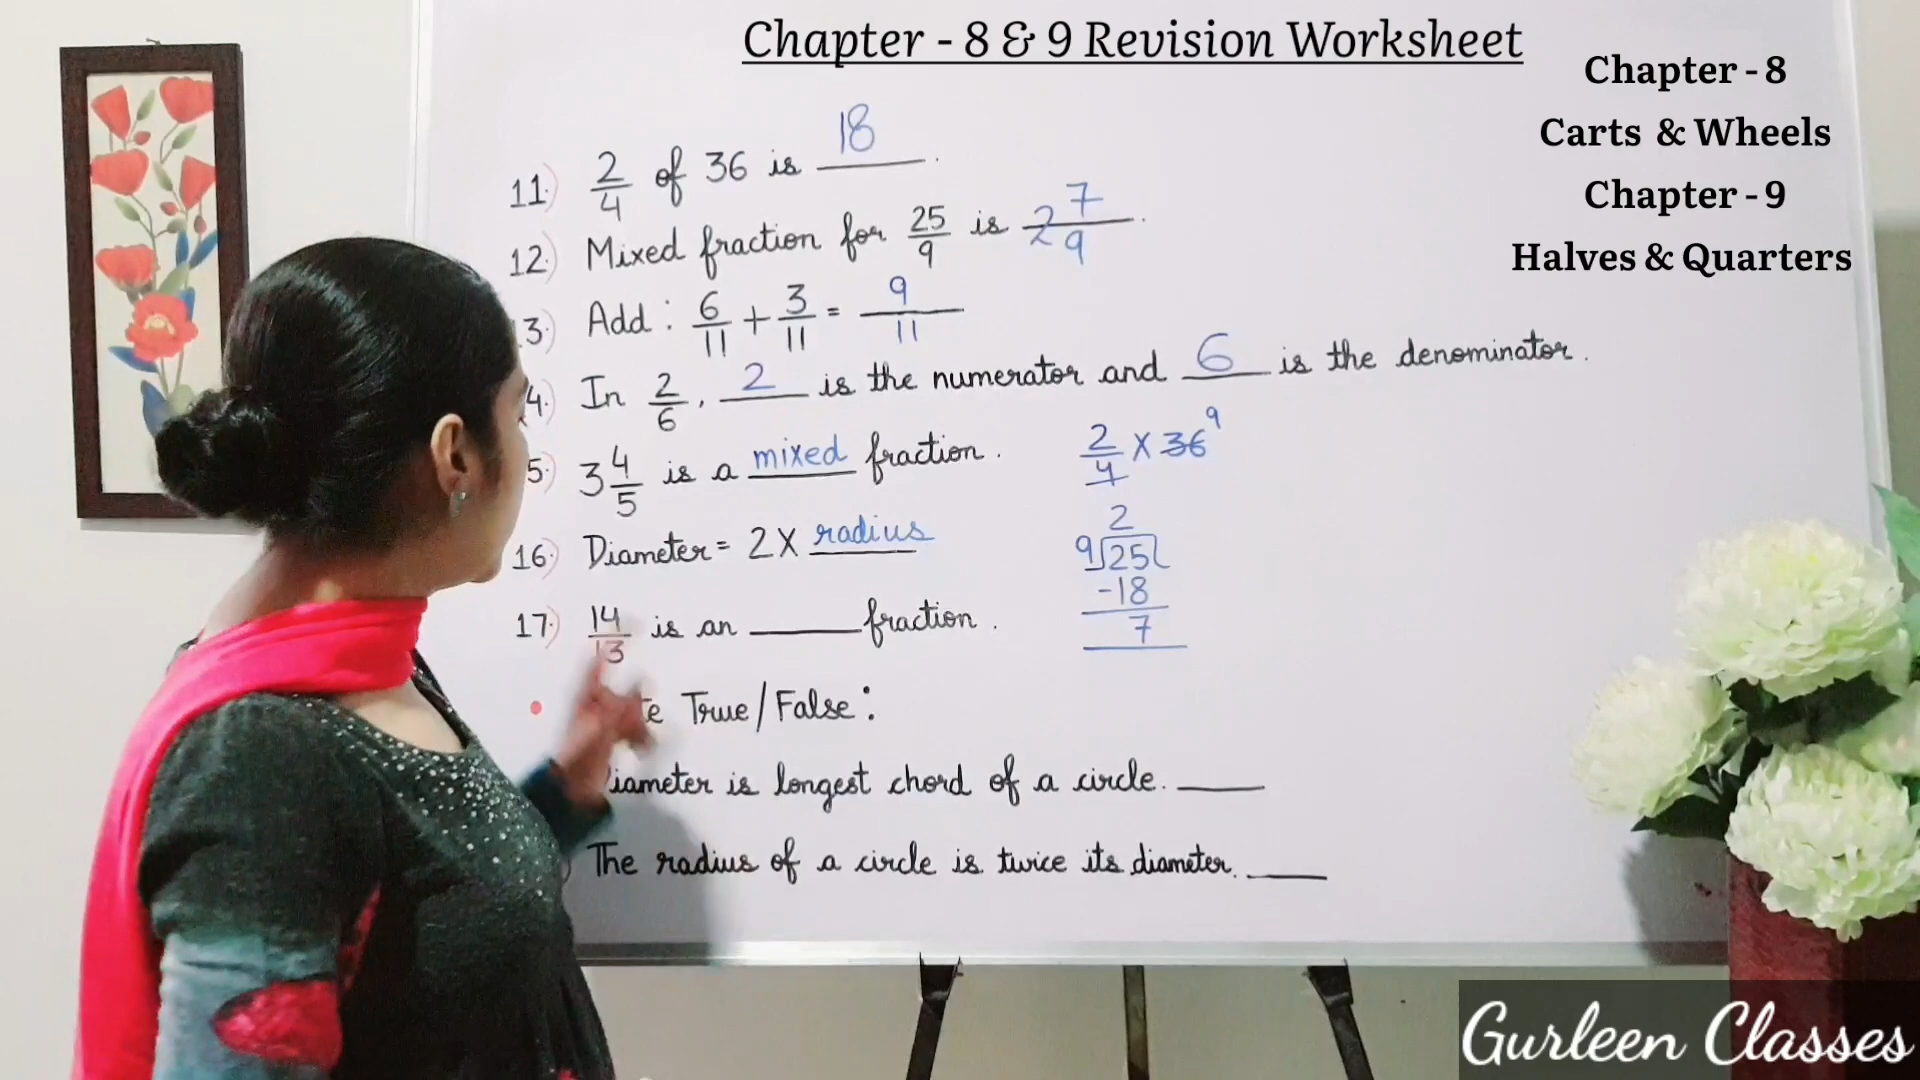 Chapter - 8 & 9 Revision Worksheet
Chapter - 8
Carts & Wheels
Chapter - 9
Halves & Quarters
11.) 2/4 of 36 is 18.
12.) Mixed fraction for 25/9 is 2 7/9.
3.) Add: 6/11 + 3/11 = 9/11
4.) In 2/6, 2 is the numerator and 6 is the denominator.
5.) 3 4/5 is a mixed fraction.
2/4 X 36 9
16.) Diameter = 2 X radius
2
9 25
-18
7
17.) 14/13 is an ______ fraction.
True/False:
iameter is longest chord of a circle. ____
The radius of a circle is twice its diameter. ____
Gurleen Classes